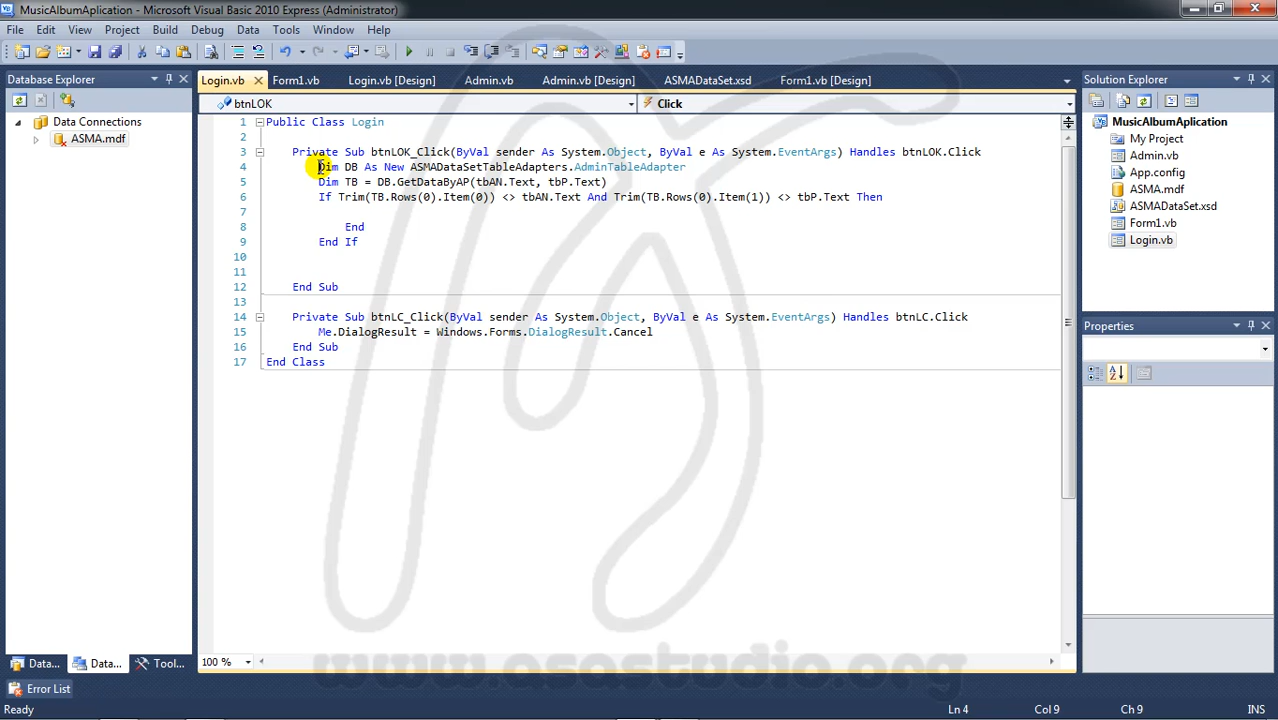 MusicAlbumAplication - Microsoft Visual Basic 2010 Express (Administrator)
File Edit View Project Build Debug Data Tools Window Help
Database Explorer
Data Connections
ASMA.mdf
Login.vb Form1.vb Login.vb [Design] Admin.vb Admin.vb [Design] ASMADataSet.xsd Form1.vb [Design]
btnLOK Click
1 Public Class Login
2
3 Private Sub btnLOK_Click(ByVal sender As System.Object, ByVal e As System.EventArgs) Handles btnLOK.Click
4 Dim DB As New ASMADataSetTableAdapters.AdminTableAdapter
5 Dim TB = DB.GetDataByAP(tbAN.Text, tbP.Text)
6 If Trim(TB.Rows(0).Item(0)) <> tbAN.Text And Trim(TB.Rows(0).Item(1)) <> tbP.Text Then
7
8 End
9 End If
10
11
12 End Sub
13
14 Private Sub btnLC_Click(ByVal sender As System.Object, ByVal e As System.EventArgs) Handles btnLC.Click
15 Me.DialogResult = Windows.Forms.DialogResult.Cancel
16 End Sub
17 End Class
Solution Explorer
MusicAlbumAplication
My Project
Admin.vb
App.config
ASMA.mdf
ASMADataSet.xsd
Form1.vb
Login.vb
Properties
www.asastudio.org
Data... Data... Tool...
100 %
Error List
Ready Ln 4 Col 9 Ch 9 INS